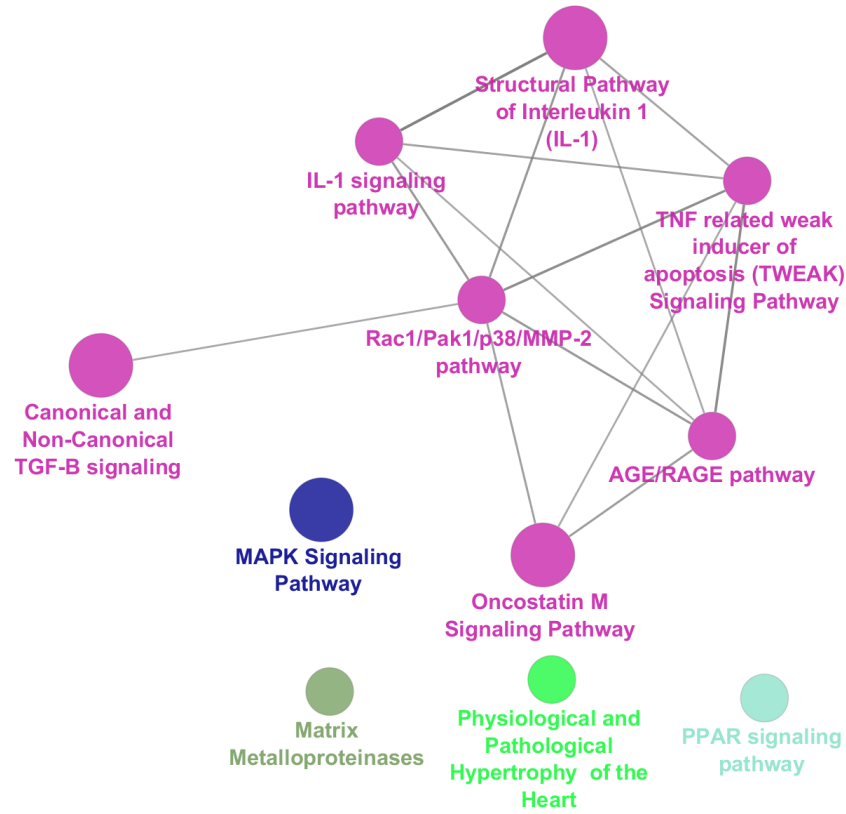 Structural Pathway
of Interleukin 1
(IL-1)
IL-1 signaling
pathway
TNF related weak
inducer of
apoptosis (TWEAK)
Signaling Pathway
Rac1/Pak1/p38/MMP-2
pathway
Canonical and
Non-Canonical
TGF-B signaling
AGE/RAGE pathway
MAPK Signaling
Pathway
Oncostatin M
Signaling Pathway
Matrix
Metalloproteinases
Physiological and
Pathological
Hypertrophy of the
Heart
PPAR signaling
pathway